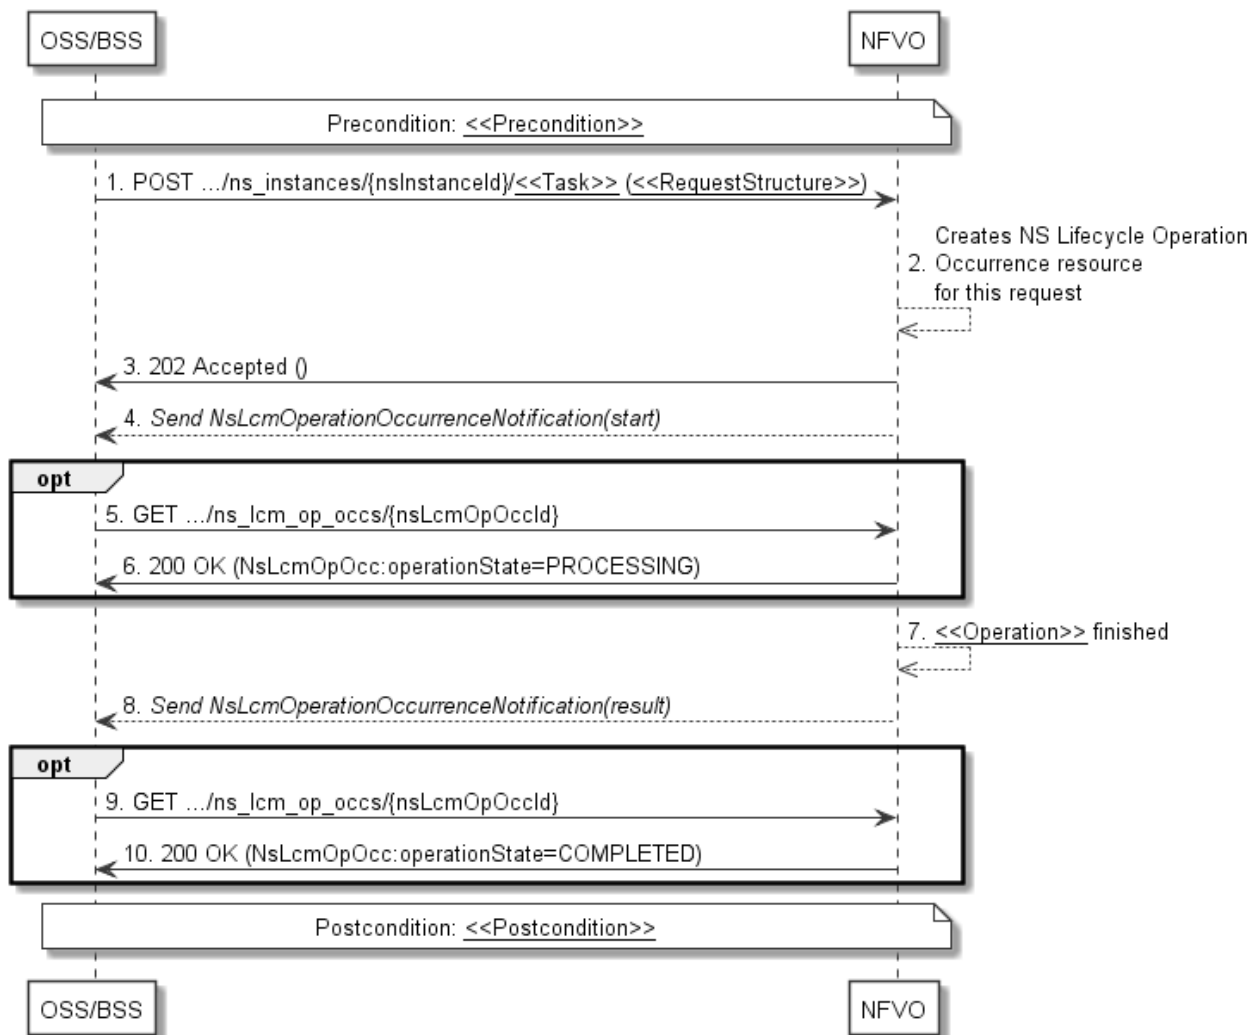 OSS/BSS
NFVO
Precondition: <<Precondition>>
1. POST .../ns_instances/{nsInstanceId}/<<Task>> (<<RequestStructure>>)
Creates NS Lifecycle Operation
2. Occurrence resource
for this request
3. 202 Accepted ()
4. Send NsLcmOperationOccurrenceNotification(start)
opt
5. GET .../ns_lcm_op_occs/{nsLcmOpOccId}
6. 200 OK (NsLcmOpOcc:operationState=PROCESSING)
7. <<Operation>> finished
8. Send NsLcmOperationOccurrenceNotification(result)
opt
9. GET .../ns_lcm_op_occs/{nsLcmOpOccId}
10. 200 OK (NsLcmOpOcc:operationState=COMPLETED)
Postcondition: <<Postcondition>>
OSS/BSS
NFVO